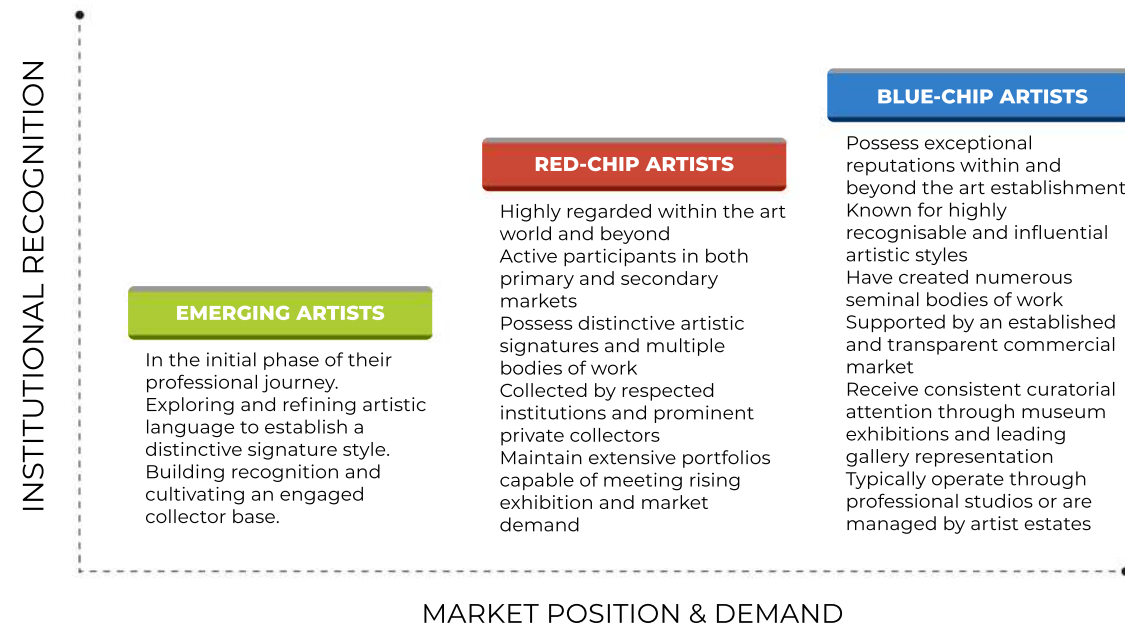 INSTITUTIONAL RECOGNITION
EMERGING ARTISTS
In the initial phase of their
professional journey.
Exploring and refining artistic
language to establish a
distinctive signature style.
Building recognition and
cultivating an engaged
collector base.
RED-CHIP ARTISTS
Highly regarded within the art
world and beyond
Active participants in both
primary and secondary
markets
Possess distinctive artistic
signatures and multiple
bodies of work
Collected by respected
institutions and prominent
private collectors
Maintain extensive portfolios
capable of meeting rising
exhibition and market
demand
BLUE-CHIP ARTISTS
Possess exceptional
reputations within and
beyond the art establishment
Known for highly
recognisable and influential
artistic styles
Have created numerous
seminal bodies of work
Supported by an established
and transparent commercial
market
Receive consistent curatorial
attention through museum
exhibitions and leading
gallery representation
Typically operate through
professional studios or are
managed by artist estates
MARKET POSITION & DEMAND